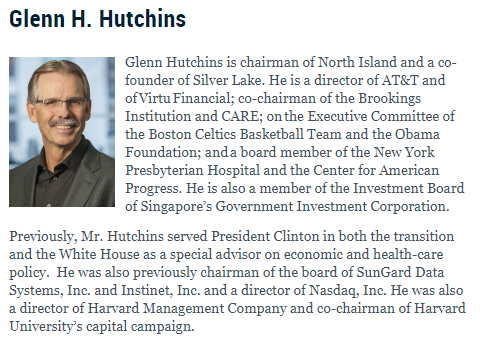 Glenn H. Hutchins
Glenn Hutchins is chairman of North Island and a co-
founder of Silver Lake. He is a director of AT&T and
of Virtu Financial; co-chairman of the Brookings
Institution and CARE; on the Executive Committee of
the Boston Celtics Basketball Team and the Obama
Foundation; and a board member of the New York
Presbyterian Hospital and the Center for American
Progress. He is also a member of the Investment Board
of Singapore’s Government Investment Corporation.
Previously, Mr. Hutchins served President Clinton in both the transition
and the White House as a special advisor on economic and health-care
policy.  He was also previously chairman of the board of SunGard Data
Systems, Inc. and Instinet, Inc. and a director of Nasdaq, Inc. He was also
a director of Harvard Management Company and co-chairman of Harvard
University’s capital campaign.